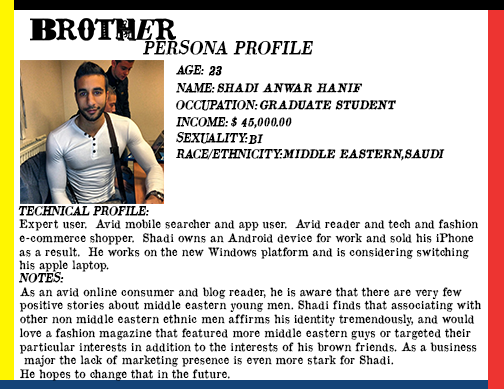 BROTHER
PERSONA PROFILE
AGE: 23
NAME: SHADI ANWAR HANIF
OCCUPATION: GRADUATE STUDENT
INCOME: $ 45,000.00
SEXUALITY: BI
RACE/ETHNICITY: MIDDLE EASTERN, SAUDI
TECHNICAL PROFILE:
Expert user. Avid mobile searcher and app user. Avid reader and tech and fashion
e-commerce shopper. Shadi owns an Android device for work and sold his iPhone
as a result. He works on the new Windows platform and is considering switching
his apple laptop.
NOTES:
As an avid online consumer and blog reader, he is aware that there are very few
positive stories about middle eastern young men. Shadi finds that associating with
other non middle eastern ethnic men affirms his identity tremendously, and would
love a fashion magazine that featured more middle eastern guys or targeted their
particular interests in addition to the interests of his brown friends. As a business
major the lack of marketing presence is even more stark for Shadi.
He hopes to change that in the future.